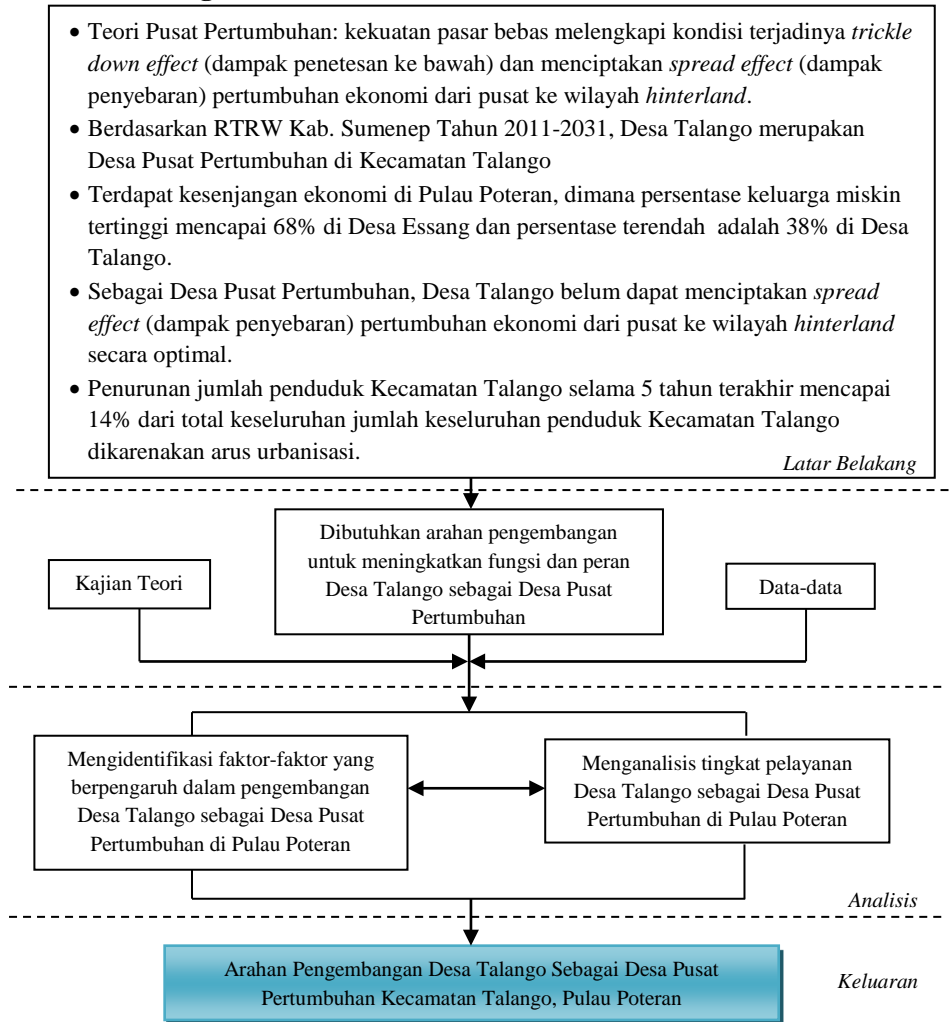 • Teori Pusat Pertumbuhan: kekuatan pasar bebas melengkapi kondisi terjadinya trickle
down effect (dampak penetesan ke bawah) dan menciptakan spread effect (dampak
penyebaran) pertumbuhan ekonomi dari pusat ke wilayah hinterland.
• Berdasarkan RTRW Kab. Sumenep Tahun 2011-2031, Desa Talango merupakan
Desa Pusat Pertumbuhan di Kecamatan Talango
• Terdapat kesenjangan ekonomi di Pulau Poteran, dimana persentase keluarga miskin
tertinggi mencapai 68% di Desa Essang dan persentase terendah adalah 38% di Desa
Talango.
• Sebagai Desa Pusat Pertumbuhan, Desa Talango belum dapat menciptakan spread
effect (dampak penyebaran) pertumbuhan ekonomi dari pusat ke wilayah hinterland
secara optimal.
• Penurunan jumlah penduduk Kecamatan Talango selama 5 tahun terakhir mencapai
14% dari total keseluruhan jumlah keseluruhan penduduk Kecamatan Talango
dikarenakan arus urbanisasi.
Latar Belakang
Dibutuhkan arahan pengembangan
untuk meningkatkan fungsi dan peran
Desa Talango sebagai Desa Pusat
Pertumbuhan
Kajian Teori
Data-data
Mengidentifikasi faktor-faktor yang
berpengaruh dalam pengembangan
Desa Talango sebagai Desa Pusat
Pertumbuhan di Pulau Poteran
Menganalisis tingkat pelayanan
Desa Talango sebagai Desa Pusat
Pertumbuhan di Pulau Poteran
Analisis
Arahan Pengembangan Desa Talango Sebagai Desa Pusat
Pertumbuhan Kecamatan Talango, Pulau Poteran
Keluaran